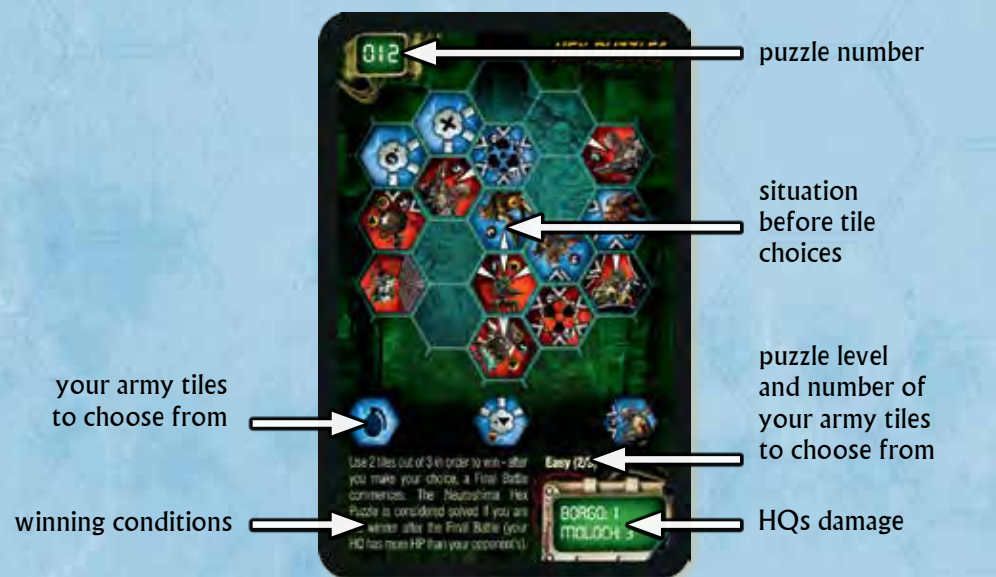 012
HEX PUZZLES
puzzle number
situation
before tile
choices
puzzle level
and number of
your army tiles
to choose from
your army tiles
to choose from
Use 2 tiles out of 3 in order to win - after
you make your choice, a Final Battle
commences. The Neuroshima Hex
Puzzle is considered solved if you are
winner after the Final Battle (your
HQ has more HP than your opponent's).
Easy (2/3)
BORGO: 1
MOLOCH: 3
winning conditions
HQs damage